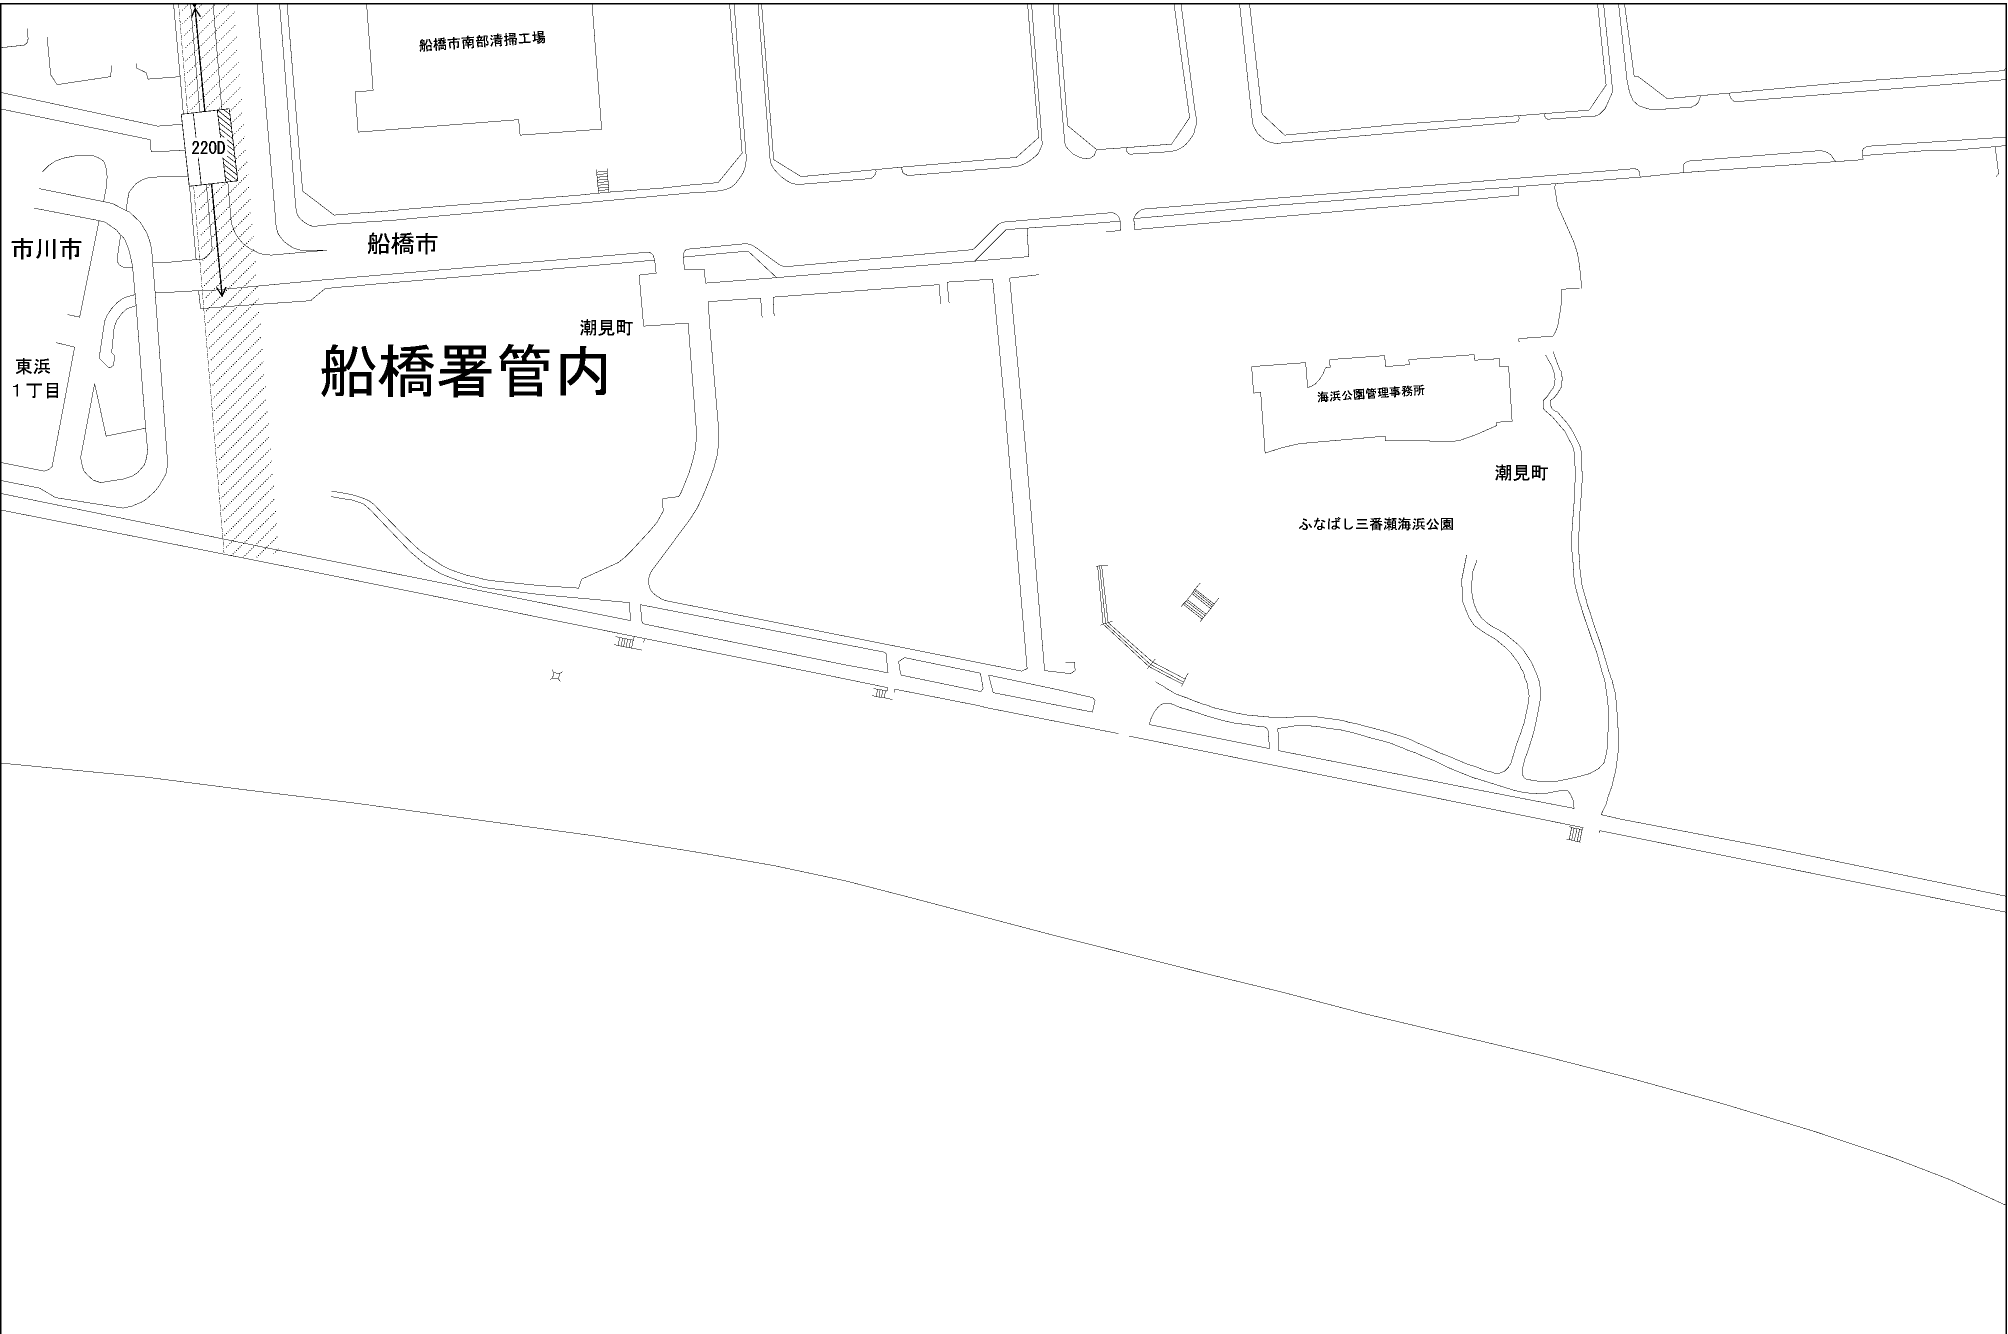 船橋市南部清掃工場
220D
市川市
船橋市
潮見町
船橋署管内
東浜
１丁目
海浜公園管理事務所
潮見町
ふなばし三番瀬海浜公園